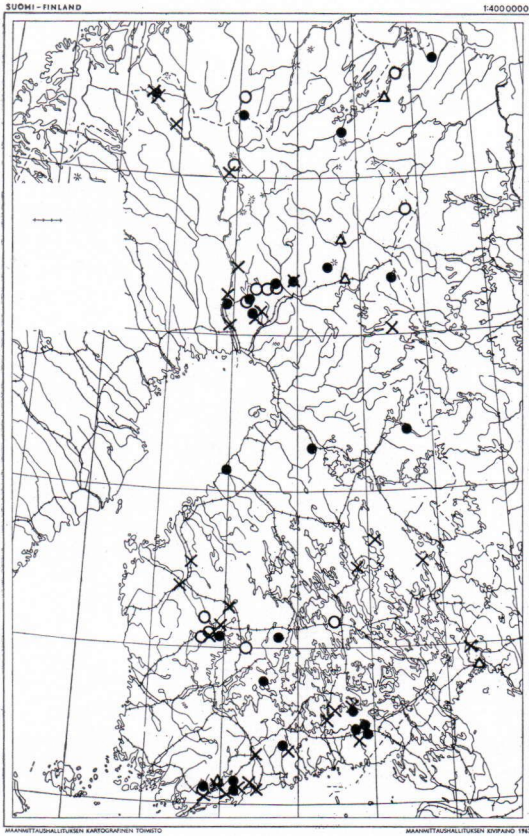 SUOMI-FINLAND
1:4000000
MAANMITTAUSHALLITUKSEN KARTOGRAFINEN TOIMISTO
MAANMITTAUSHALLITUKSEN KIVIPAINO